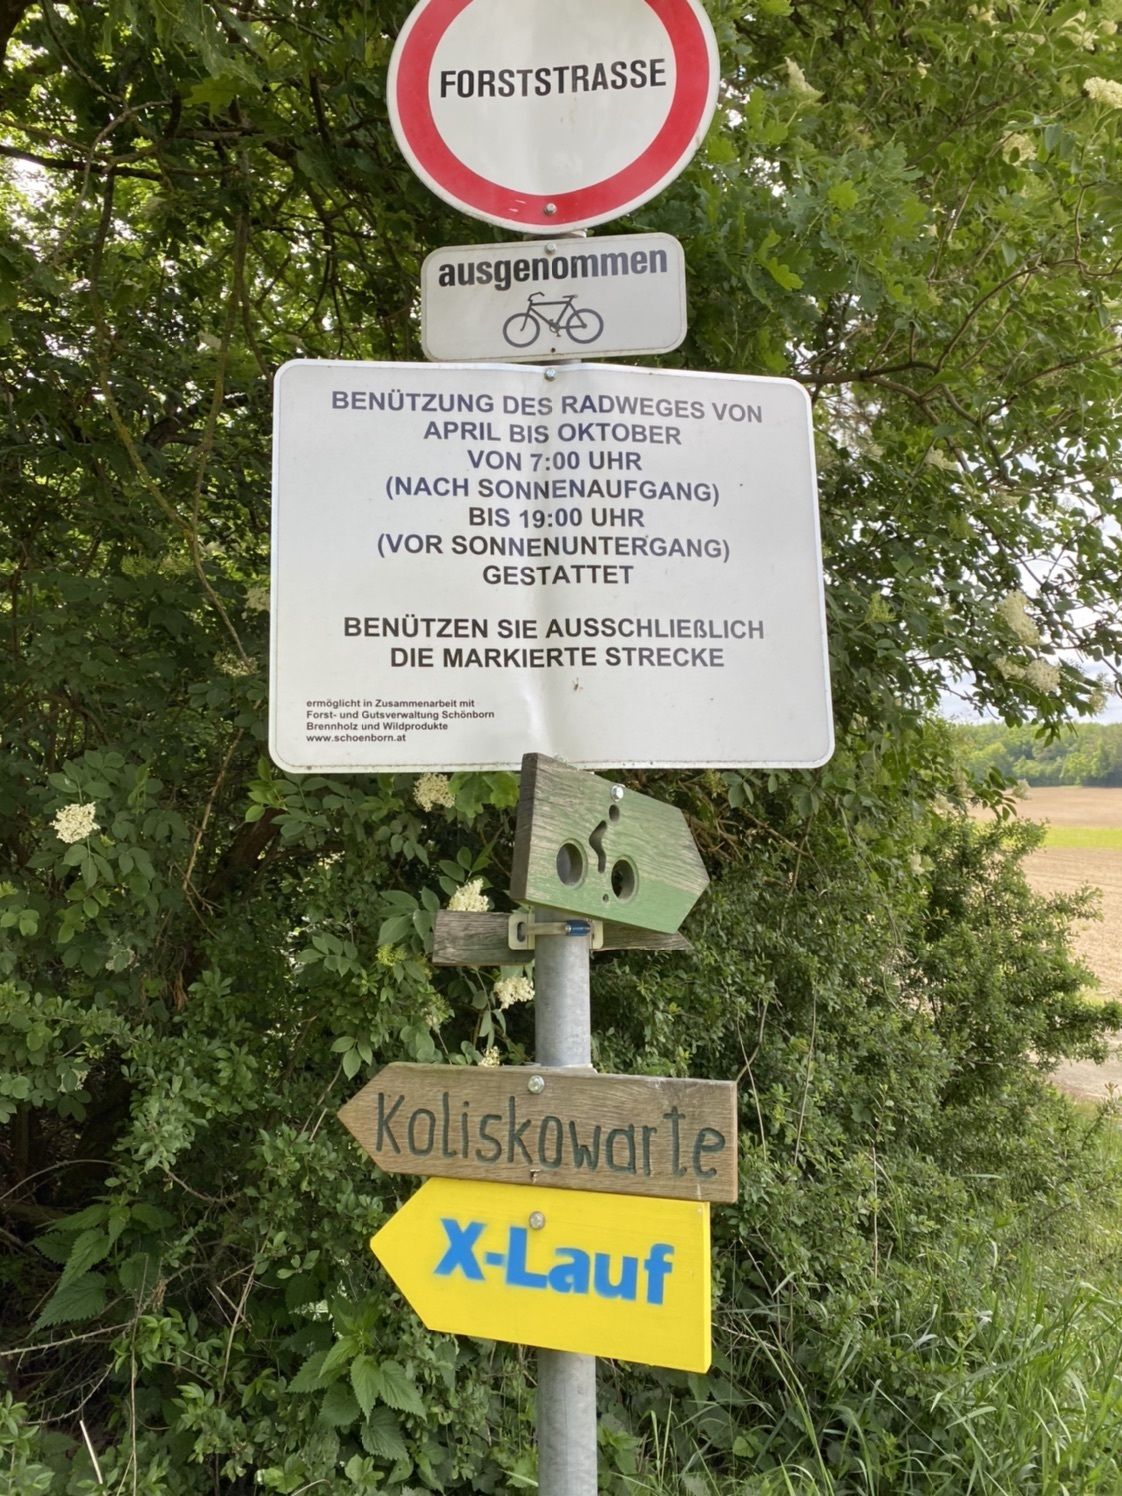 FORSTSTRASSE
ausgenommen
BENÜTZUNG DES RADWEGES VON
APRIL BIS OKTOBER
VON 7:00 UHR
(NACH SONNENAUFGANG)
BIS 19:00 UHR
(VOR SONNENUNTERGANG)
GESTATTET
BENÜTZEN SIE AUSSCHLIEßLICH
DIE MARKIERTE STRECKE
ermöglicht in Zusammenarbeit mit
Forst- und Gutsverwaltung Schönborn
Brennholz und Wildprodukte
www.schoenborn.at
Koliskowarte
X-Lauf